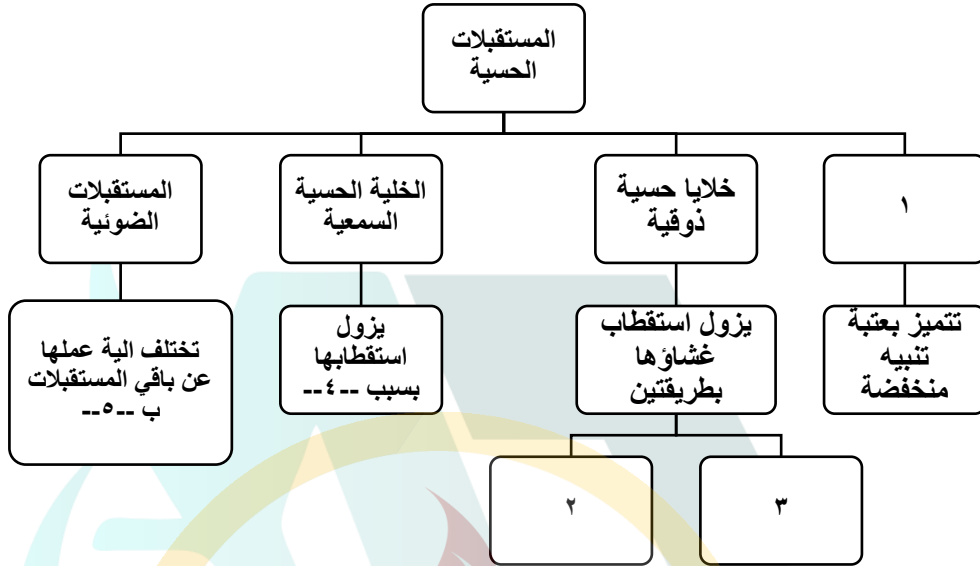 المستقبلات
الحسية
١
خلايا حسية
ذوقية
الخلية الحسية
السمعية
المستقبلات
الضوئية
تتميز بعتبة
تنبيه
منخفضة
يزول استقطاب
غشاؤها
بطريقتين
يزول
استقطابها
بسبب --٤--
تختلف الية عملها
عن باقي المستقبلات
ب --٥--
٣
٢